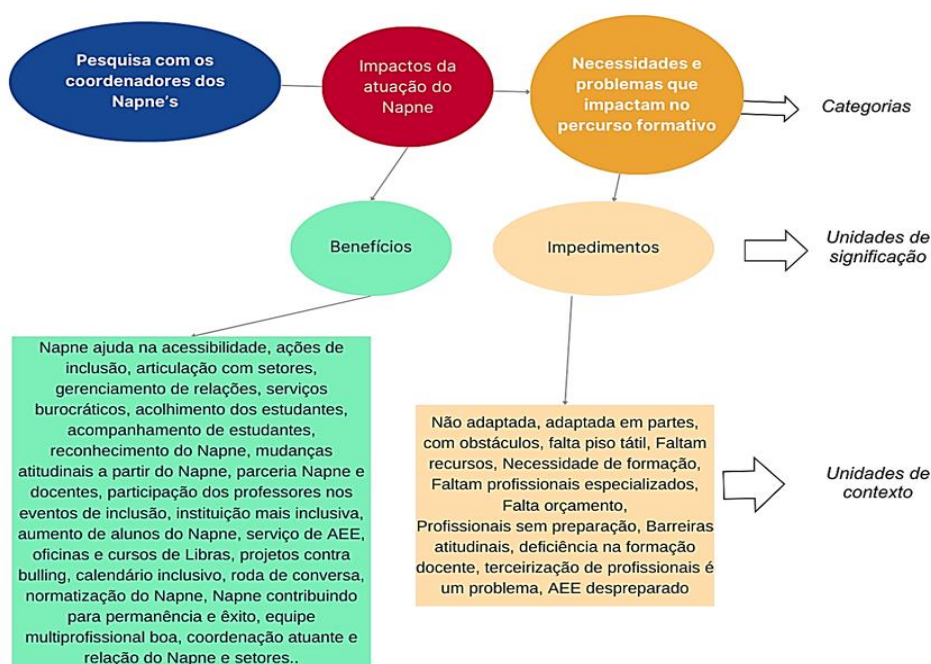 Pesquisa com os
coordenadores dos
Napne's
Impactos da
atuação do
Napne
Necessidades e
problemas que
impactam no
percurso formativo
Categorias
Benefícios
Impedimentos
Unidades de
significação
Napne ajuda na acessibilidade, ações de
inclusão, articulação com setores,
gerenciamento de relações, serviços
burocráticos, acolhimento dos estudantes,
acompanhamento de estudantes,
reconhecimento do Napne, mudanças
atitudinais a partir do Napne, parceria Napne e
docentes, participação dos professores nos
eventos de inclusão, instituição mais inclusiva,
aumento de alunos do Napne, serviço de AEE,
oficinas e cursos de Libras, projetos contra
bulling, calendário inclusivo, roda de conversa,
normatização do Napne, Napne contribuindo
para permanência e êxito, equipe
multiprofissional boa, coordenação atuante e
relação do Napne e setores..
Não adaptada, adaptada em partes,
com obstáculos, falta piso tátil, Faltam
recursos, Necessidade de formação,
Faltam profissionais especializados,
Falta orçamento,
Profissionais sem preparação, Barreiras
atitudinais, deficiência na formação
docente, terceirização de profissionais é
um problema, AEE despreparado
Unidades de
contexto